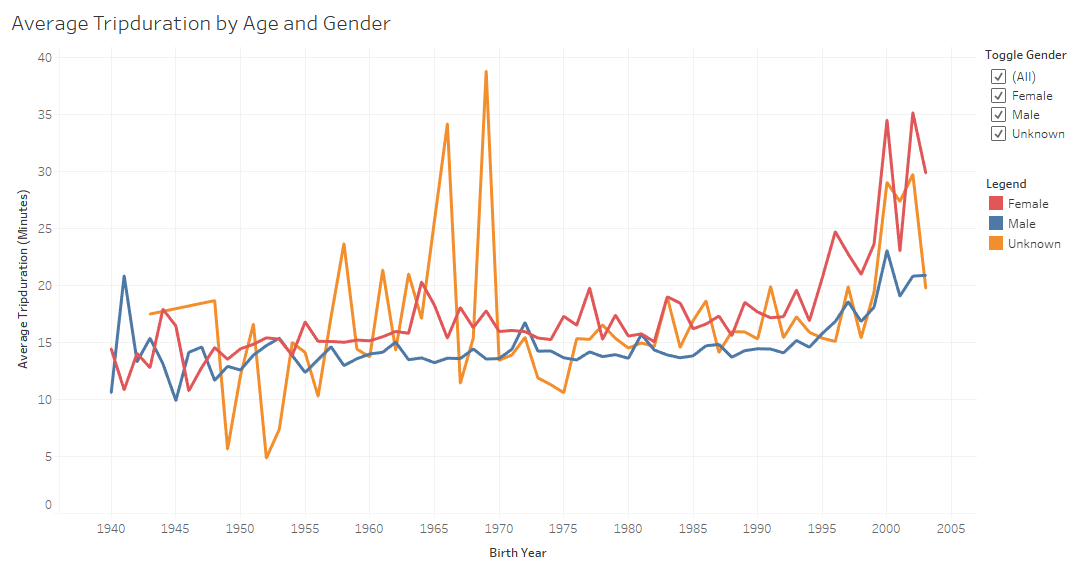 Average Tripduration by Age and Gender
Toggle Gender
(All)
Female
Male
Unknown
Legend
Female
Male
Unknown
Average Tripduration (Minutes)
40
35
30
25
20
15
10
5
0
1940 1945 1950 1955 1960 1965 1970 1975 1980 1985 1990 1995 2000 2005
Birth Year